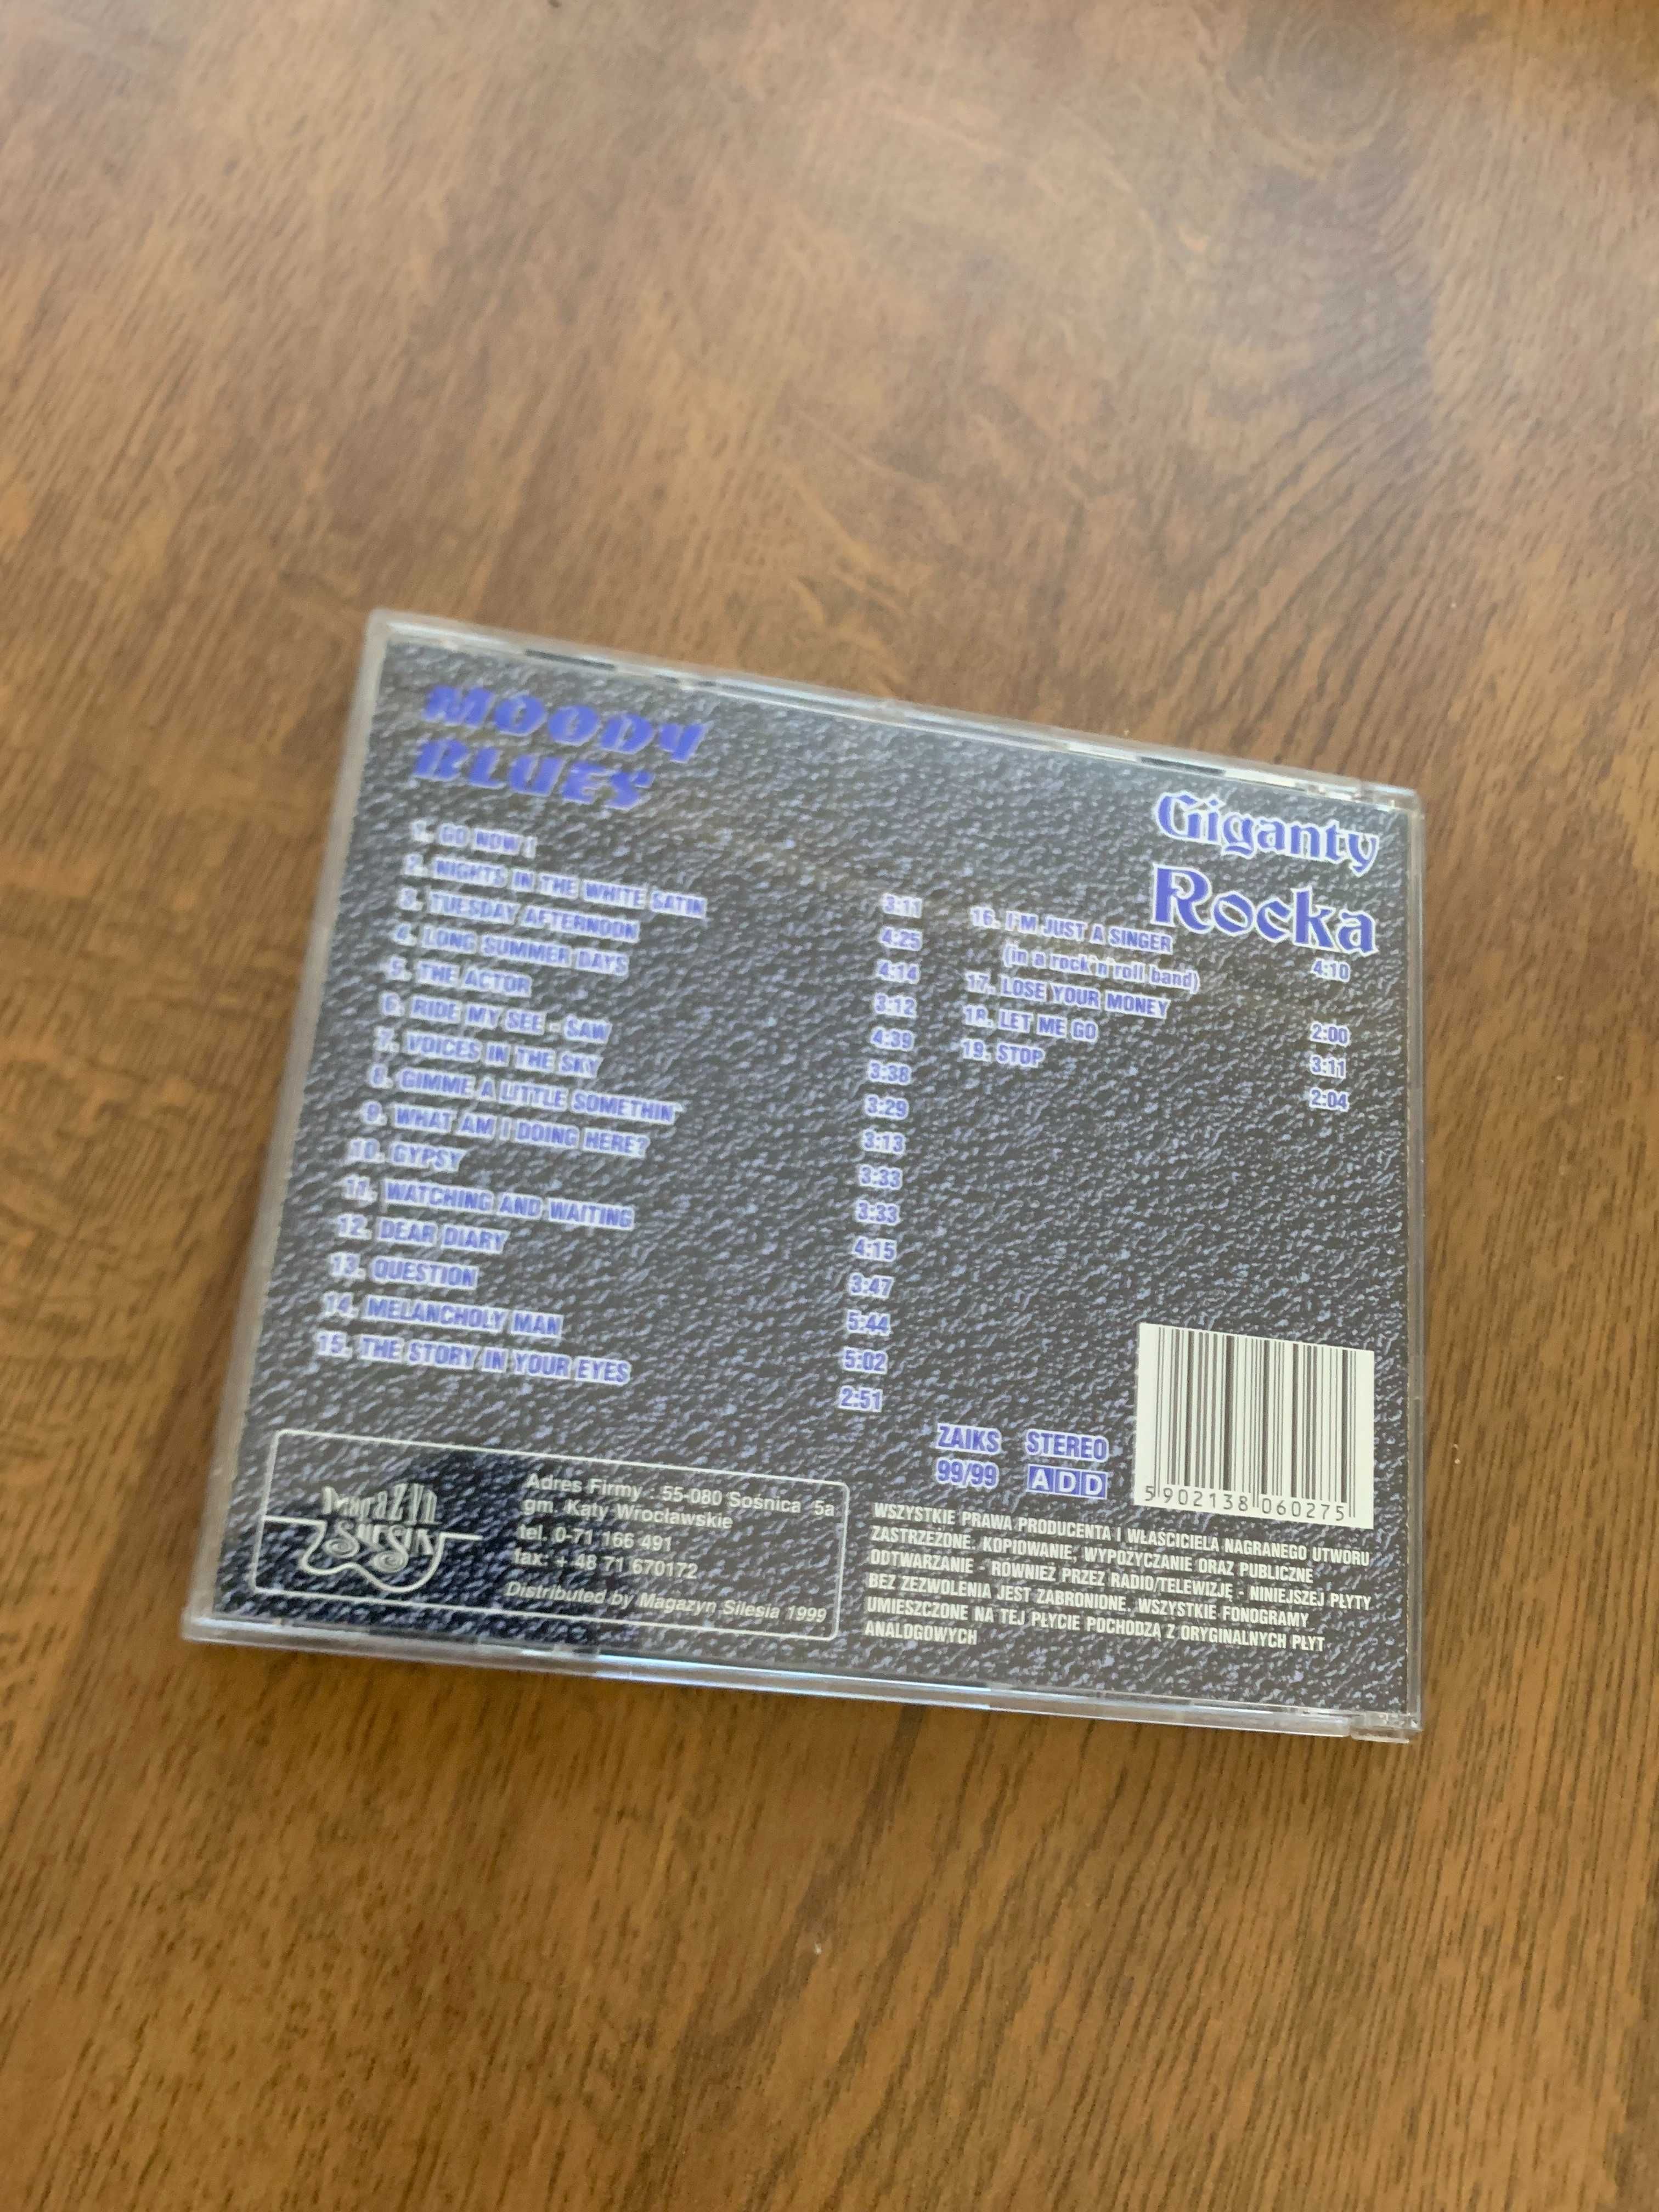 MOODY
BLUES
Giganty
Rocka
1. GO NOW ! 3:11
2. NIGHTS IN THE WHITE SATIN 4:25
3. TUESDAY AFTERNOON 4:14
4. LONG SUMMER DAYS 3:12
5. THE ACTOR 4:39
6. RIDE MY SEE - SAW 3:38
7. VOICES IN THE SKY 3:29
8. GIMME A LITTLE SOMETHIN' 3:13
9. WHAT AM I DOING HERE? 3:33
10. GYPSY 3:33
11. WATCHING AND WAITING 4:15
12. DEAR DIARY 3:47
13. QUESTION 5:44
14. MELANCHOLY MAN 5:02
15. THE STORY IN YOUR EYES 2:51
16. I'M JUST A SINGER
(in a rock'n'roll band) 4:10
17. LOSE YOUR MONEY 2:00
18. LET ME GO 3:11
19. STOP 2:04
MAGAZYN
SILESIA
Adres Firmy : 55-080 Sośnica 5a
gm. Kąty Wrocławskie
tel. 0-71 166 491
fax: + 48 71 670172
Distributed by Magazyn Silesia 1999
ZAIKS STEREO
99/99 ADD
5 902138 060275
WSZYSTKIE PRAWA PRODUCENTA I WŁAŚCICIELA NAGRANEGO UTWORU
ZASTRZEŻONE. KOPIOWANIE, WYPOŻYCZANIE ORAZ PUBLICZNE
ODTWARZANIE - RÓWNIEŻ PRZEZ RADIO/TELEWIZJĘ - NINIEJSZEJ PŁYTY
BEZ ZEZWOLENIA JEST ZABRONIONE. WSZYSTKIE FONOGRAMY
UMIESZCZONE NA TEJ PŁYCIE POCHODZĄ Z ORYGINALNYCH PŁYT
ANALOGOWYCH